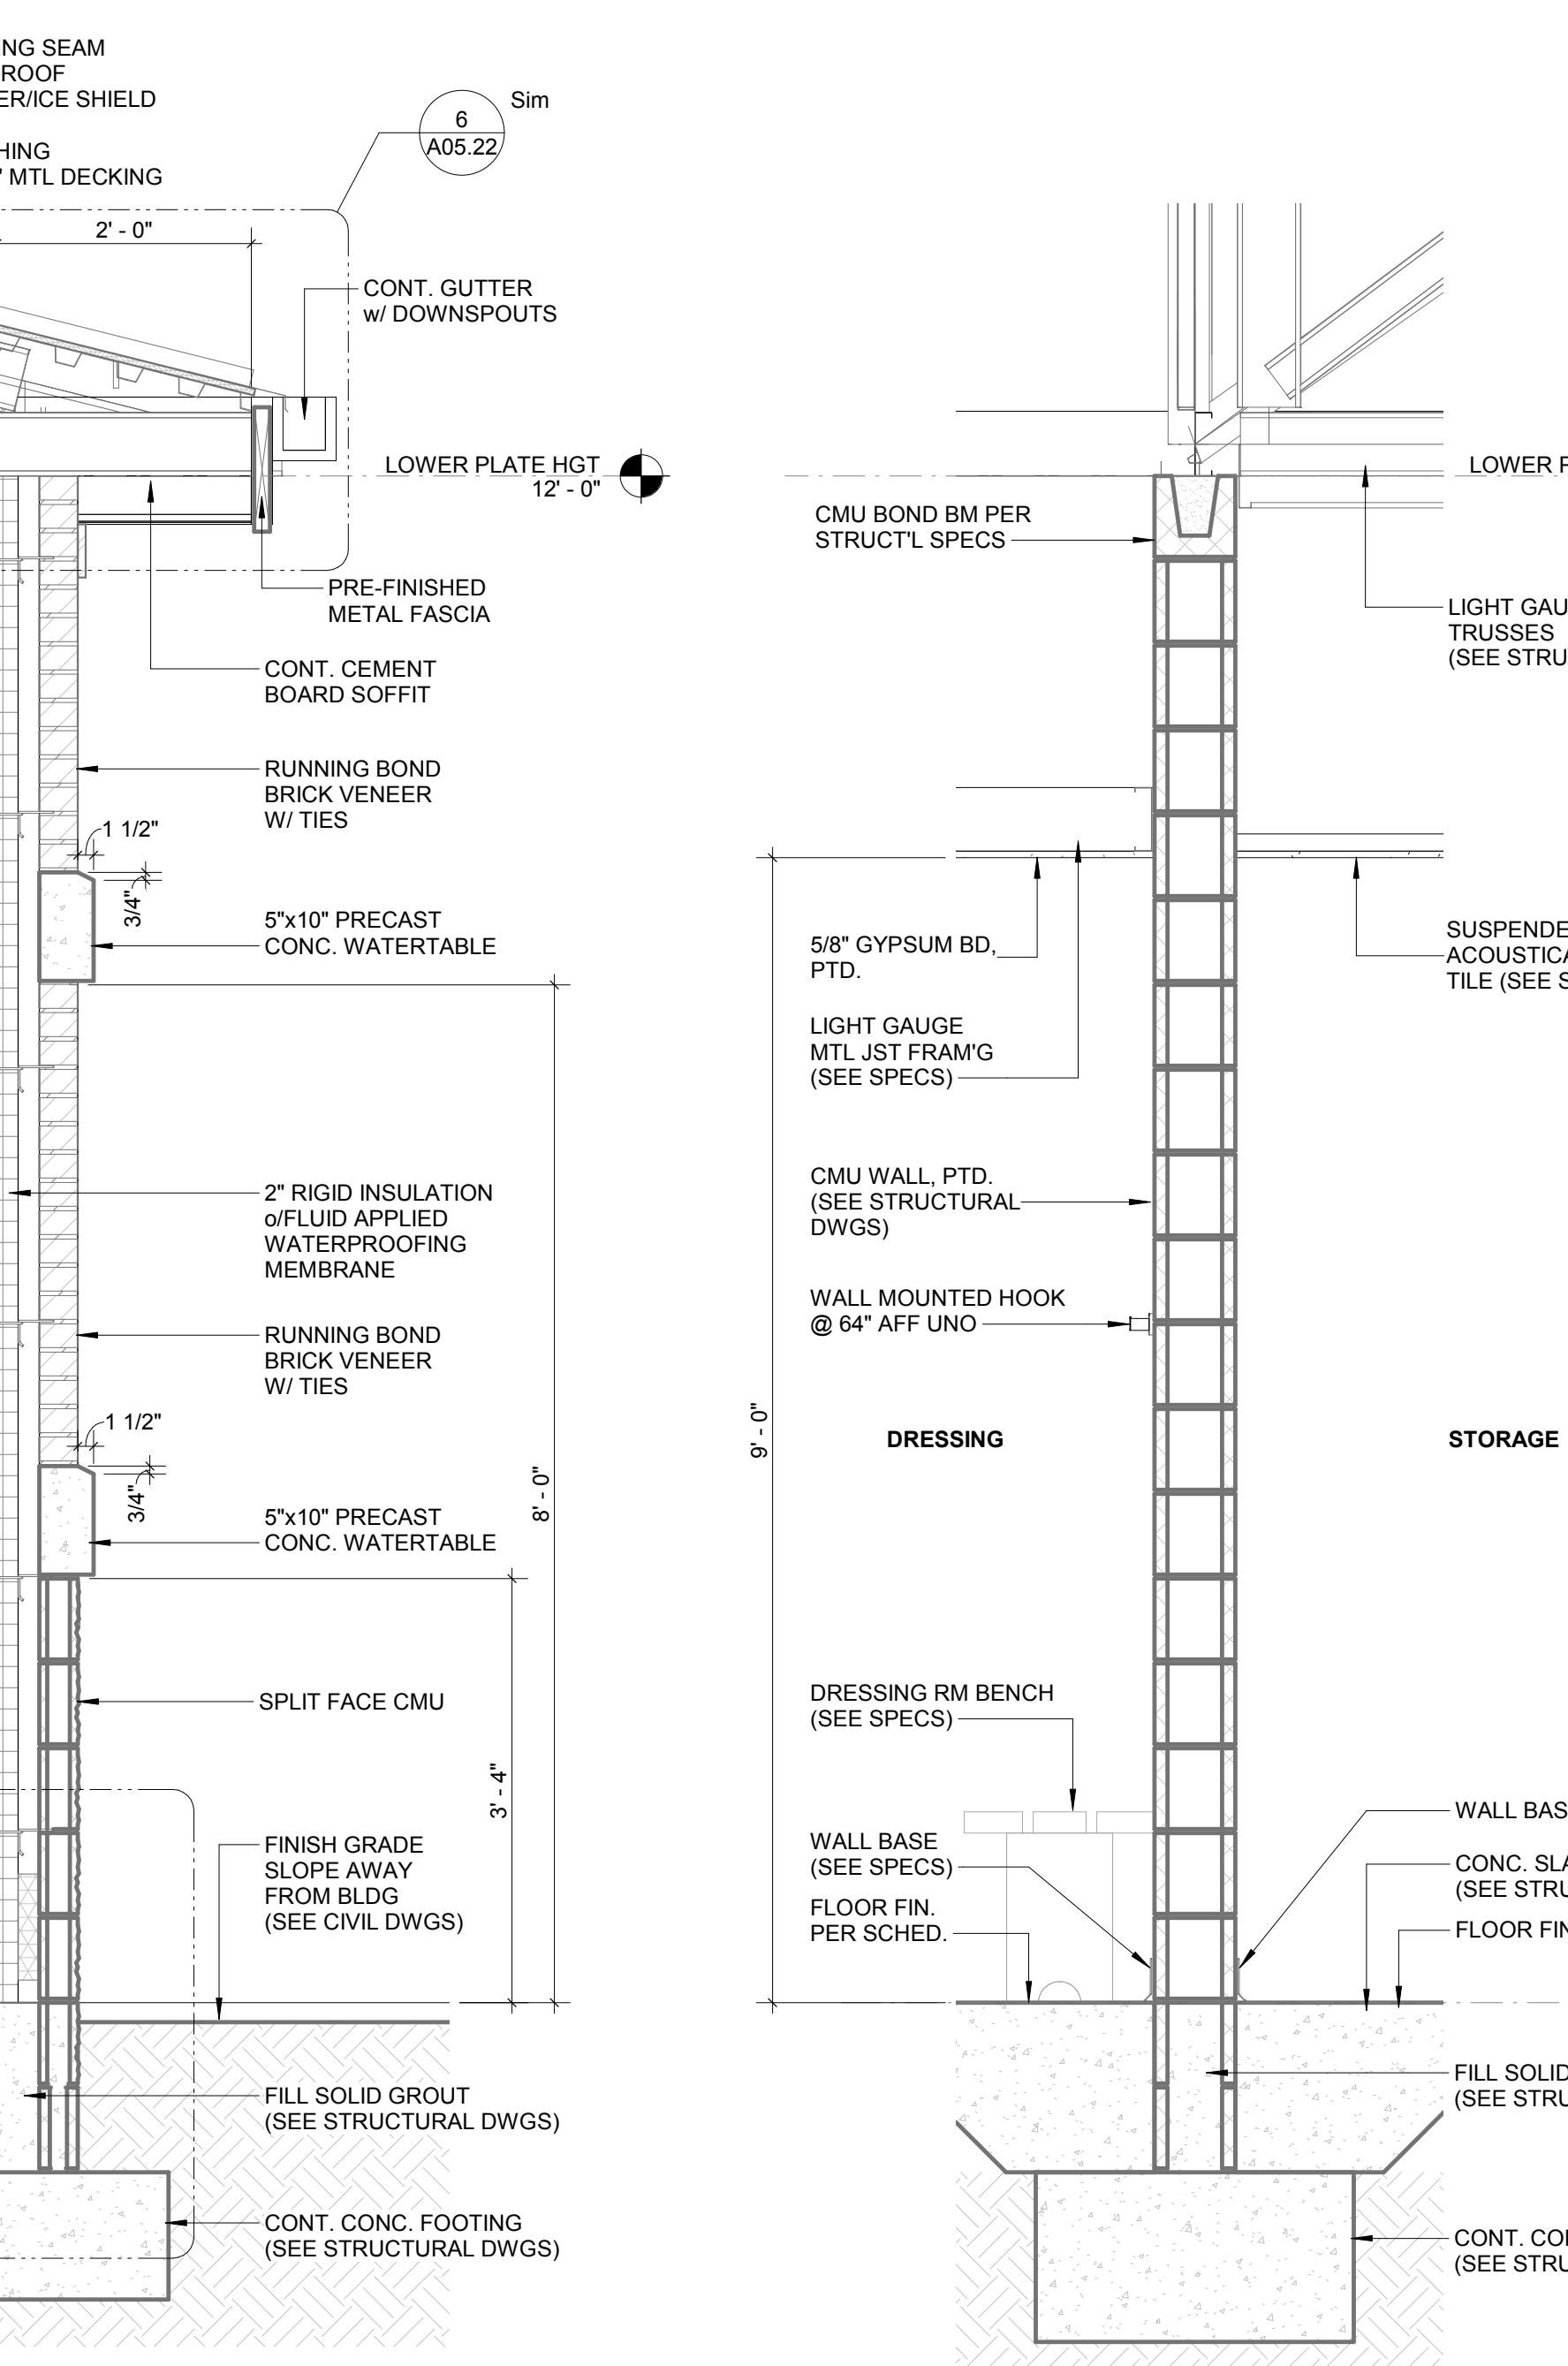 NG SEAM
ROOF
ER/ICE SHIELD
HING
" MTL DECKING
6
A05.22
Sim
2' - 0"
CONT. GUTTER
w/ DOWNSPOUTS
LOWER PLATE HGT
12' - 0"
PRE-FINISHED
METAL FASCIA
CONT. CEMENT
BOARD SOFFIT
RUNNING BOND
BRICK VENEER
W/ TIES
1 1/2"
3/4"
5"x10" PRECAST
CONC. WATERTABLE
2" RIGID INSULATION
o/FLUID APPLIED
WATERPROOFING
MEMBRANE
RUNNING BOND
BRICK VENEER
W/ TIES
1 1/2"
3/4"
5"x10" PRECAST
CONC. WATERTABLE
8' - 0"
SPLIT FACE CMU
3' - 4"
FINISH GRADE
SLOPE AWAY
FROM BLDG
(SEE CIVIL DWGS)
FILL SOLID GROUT
(SEE STRUCTURAL DWGS)
CONT. CONC. FOOTING
(SEE STRUCTURAL DWGS)
CMU BOND BM PER
STRUCT'L SPECS
5/8" GYPSUM BD,
PTD.
LIGHT GAUGE
MTL JST FRAM'G
(SEE SPECS)
CMU WALL, PTD.
(SEE STRUCTURAL
DWGS)
WALL MOUNTED HOOK
@ 64" AFF UNO
9' - 0"
DRESSING
DRESSING RM BENCH
(SEE SPECS)
WALL BASE
(SEE SPECS)
FLOOR FIN.
PER SCHED.
LOWER P
LIGHT GAU
TRUSSES
(SEE STRU
SUSPENDE
ACOUSTICA
TILE (SEE S
STORAGE
WALL BAS
CONC. SLA
(SEE STRU
FLOOR FIN
FILL SOLID
(SEE STRU
CONT. CO
(SEE STRU